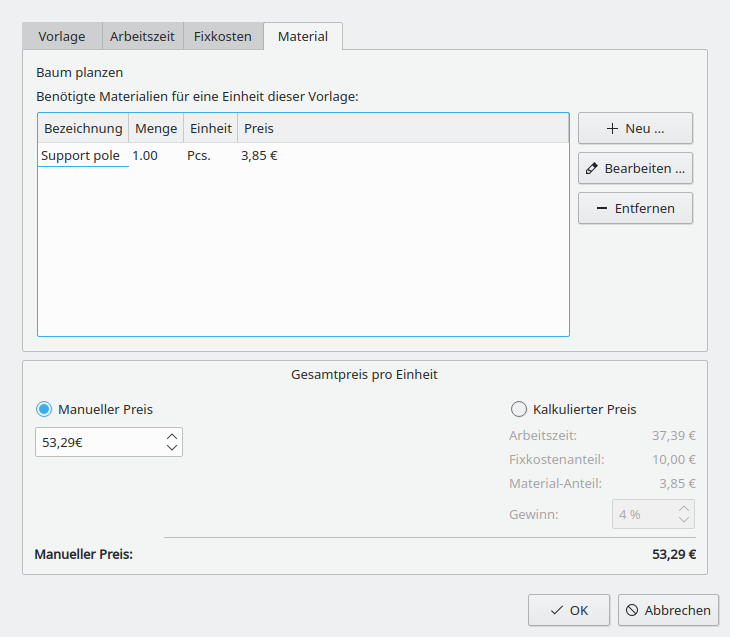 Vorlage Arbeitszeit Fixkosten Material
Baum planzen
Benötigte Materialien für eine Einheit dieser Vorlage:
Bezeichnung Menge Einheit Preis
Support pole 1.00 Pcs. 3,85 €
Neu ...
Bearbeiten ...
Entfernen
Gesamtpreis pro Einheit
Manueller Preis
53,29€
Kalkulierter Preis
Arbeitszeit: 37,39 €
Fixkostenanteil: 10,00 €
Material-Anteil: 3,85 €
Gewinn: 4 %
Manueller Preis: 53,29 €
OK Abbrechen